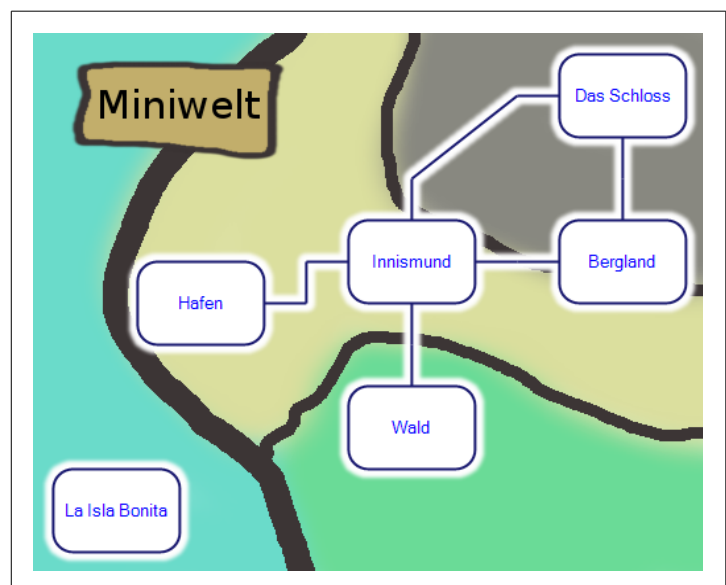 Miniwelt
Das Schloss
Innismund
Bergland
Hafen
Wald
La Isla Bonita